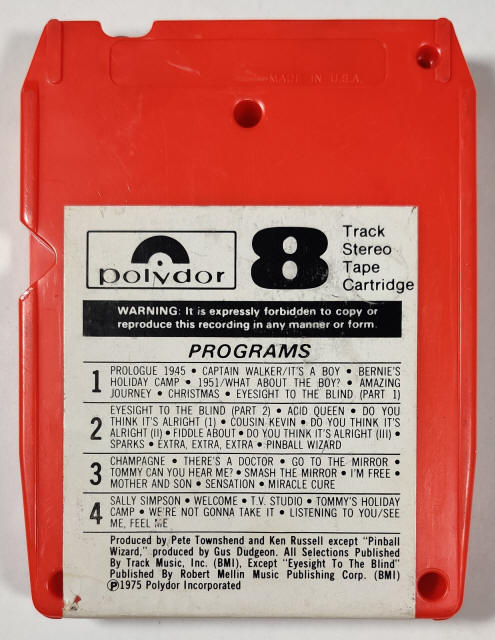 MADE IN U.S.A.
polydor
8
Track
Stereo
Tape
Cartridge
WARNING: It is expressly forbidden to copy or
reproduce this recording in any manner or form.
PROGRAMS
1
PROLOGUE 1945 • CAPTAIN WALKER/IT'S A BOY • BERNIE'S
HOLIDAY CAMP • 1951/WHAT ABOUT THE BOY? • AMAZING
JOURNEY • CHRISTMAS • EYESIGHT TO THE BLIND (PART 1)
2
EYESIGHT TO THE BLIND (PART 2) • ACID QUEEN • DO YOU
THINK IT'S ALRIGHT (1) • COUSIN KEVIN • DO YOU THINK IT'S
ALRIGHT (II) • FIDDLE ABOUT • DO YOU THINK IT'S ALRIGHT (III) •
SPARKS • EXTRA, EXTRA, EXTRA • PINBALL WIZARD
3
CHAMPAGNE • THERE'S A DOCTOR • GO TO THE MIRROR •
TOMMY CAN YOU HEAR ME? • SMASH THE MIRROR • I'M FREE •
MOTHER AND SON • SENSATION • MIRACLE CURE
4
SALLY SIMPSON • WELCOME • T.V. STUDIO • TOMMY'S HOLIDAY
CAMP • WE'RE NOT GONNA TAKE IT • LISTENING TO YOU/SEE
ME, FEEL ME
Produced by Pete Townshend and Ken Russell except "Pinball
Wizard," produced by Gus Dudgeon. All Selections Published
By Track Music, Inc. (BMI), Except "Eyesight To The Blind"
Published By Robert Mellin Music Publishing Corp. (BMI)
Ⓟ1975 Polydor Incorporated